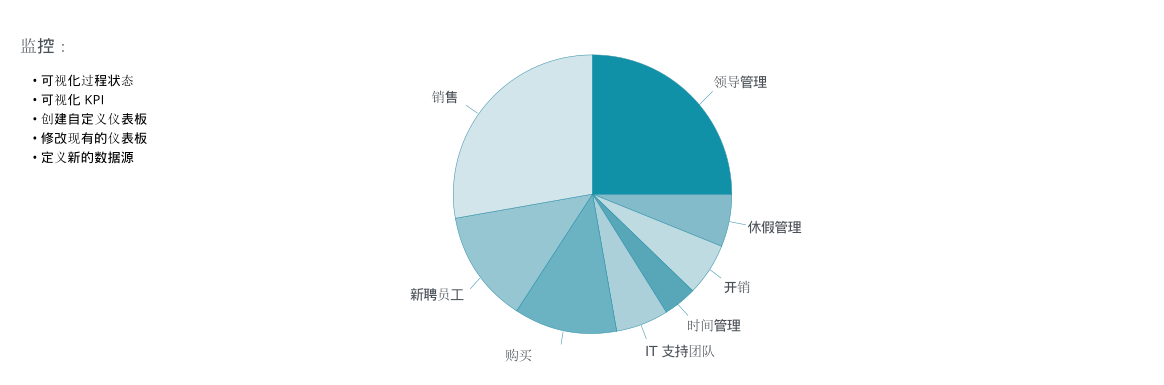 监控：
• 可视化过程状态
• 可视化 KPI
• 创建自定义仪表板
• 修改现有的仪表板
• 定义新的数据源
领导管理
销售
休假管理
开销
新聘员工
时间管理
IT 支持团队
购买